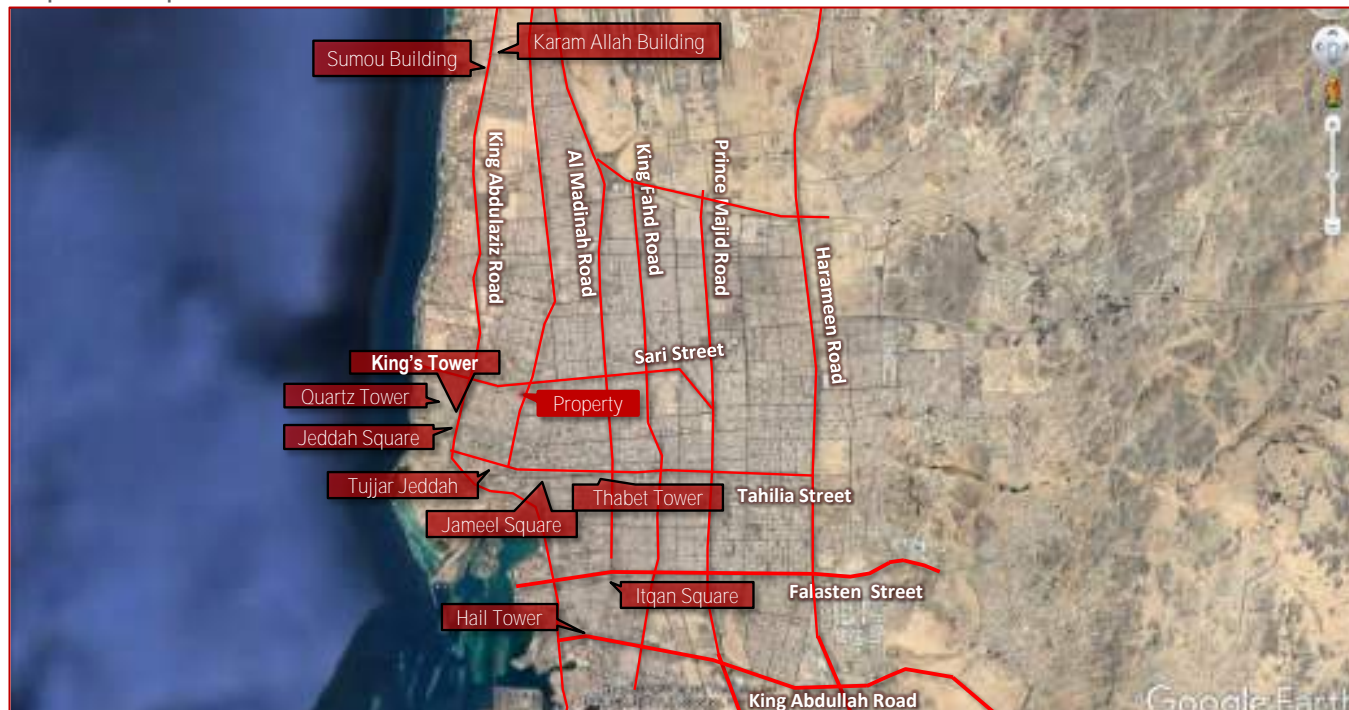 Karam Allah Building
Sumou Building
King Abdulaziz Road
Al Madinah Road
King Fahd Road
Prince Majid Road
Harameen Road
Sari Street
King's Tower
Quartz Tower
Property
Jeddah Square
Tujjar Jeddah
Thabet Tower
Tahilia Street
Jameel Square
Itqan Square
Falasten Street
Hail Tower
King Abdullah Road
Google Earth